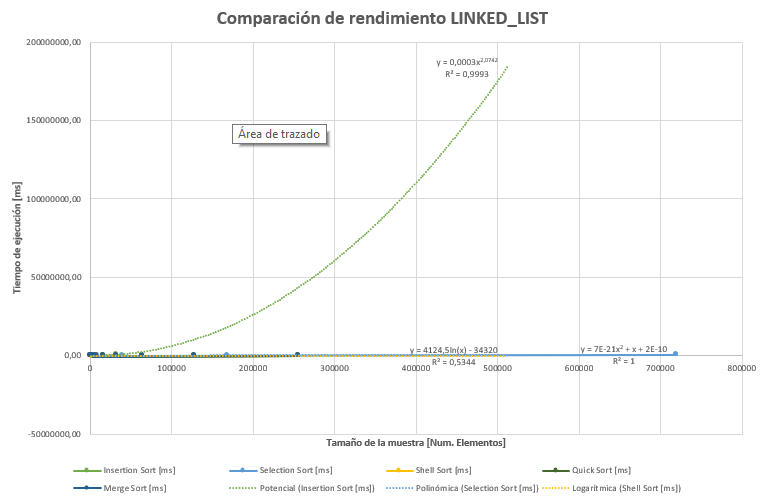 Comparación de rendimiento LINKED_LIST
200000000,00
y = 0,0003x^2,0742
R² = 0,9993
Área de trazado
150000000,00
100000000,00
50000000,00
0,00
-50000000,00
Tiempo de ejecución [ms]
y = 4124,5ln(x) - 34320
R² = 0,5344
y = 7E-21x² + x + 2E-10
R² = 1
0 100000 200000 300000 400000 500000 600000 700000 800000
Tamaño de la muestra [Num. Elementos]
Insertion Sort [ms] Selection Sort [ms] Shell Sort [ms] Quick Sort [ms]
Merge Sort [ms] Potencial (Insertion Sort [ms]) Polinómica (Selection Sort [ms]) Logarítmica (Shell Sort [ms])